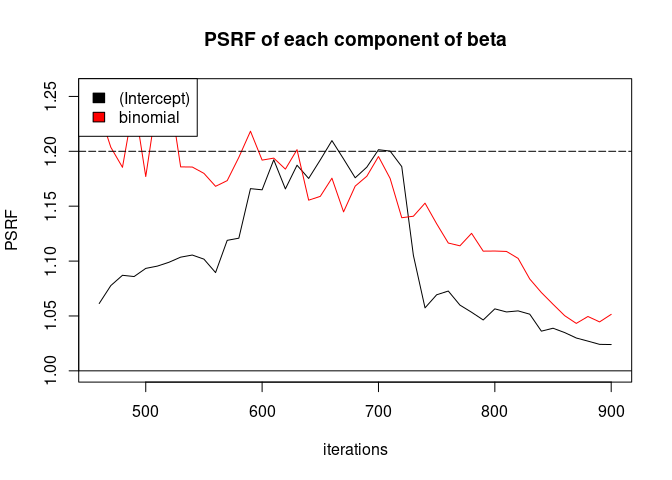 PSRF of each component of beta
(Intercept)
binomial
PSRF
1.25
1.20
1.15
1.10
1.05
1.00
500 600 700 800 900
iterations